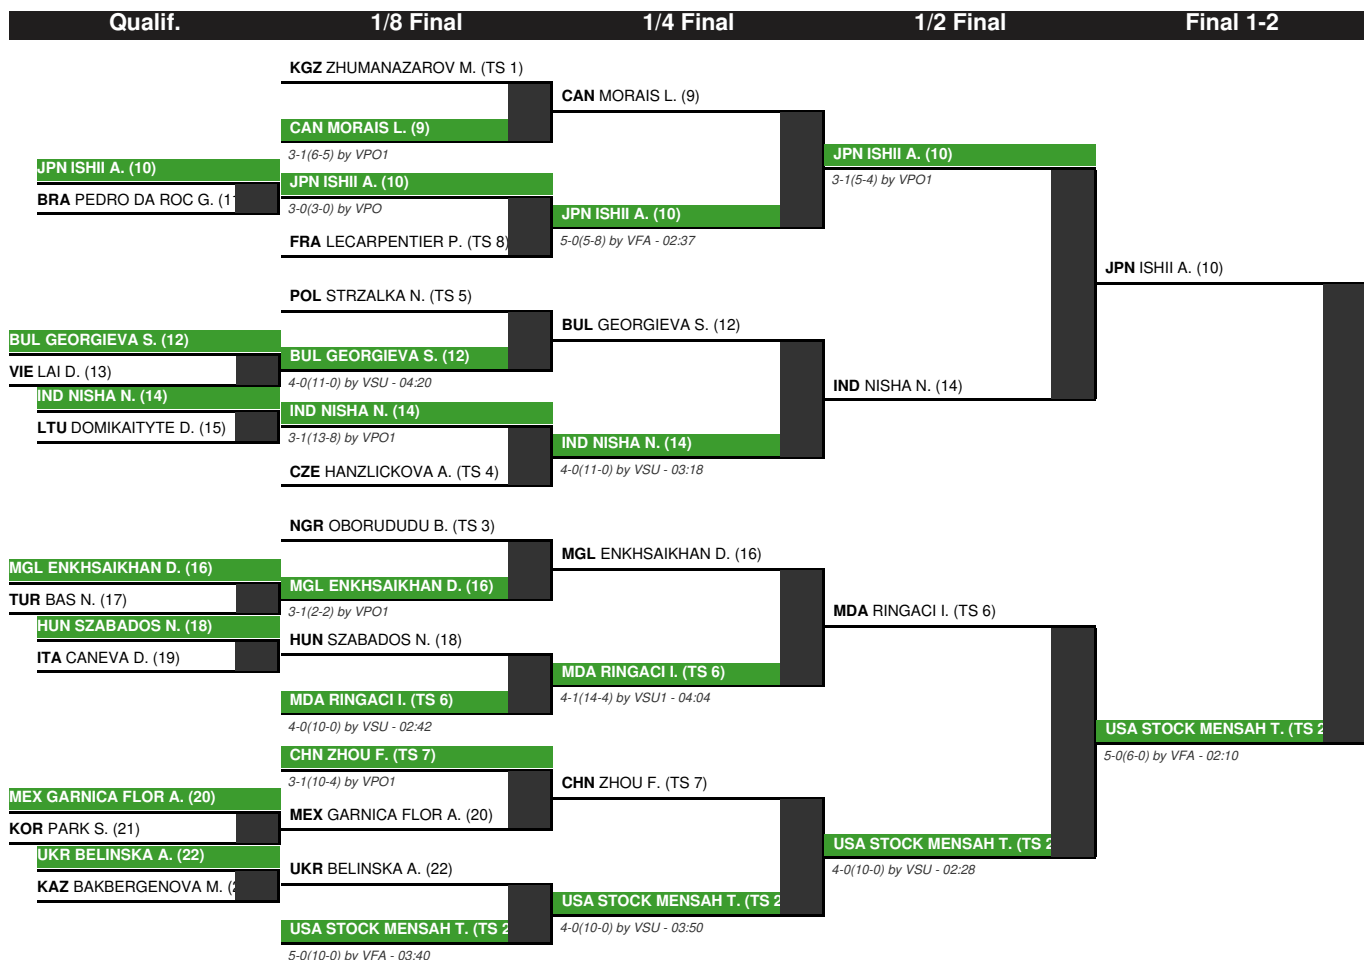 Qualif.
1/8 Final
1/4 Final
1/2 Final
Final 1-2
JPN ISHII A. (10)
BRA PEDRO DA ROC G. (1
BUL GEORGIEVA S. (12)
VIE LAI D. (13)
IND NISHA N. (14)
LTU DOMIKAITYTE D. (15)
MGL ENKHSAIKHAN D. (16)
TUR BAS N. (17)
HUN SZABADOS N. (18)
ITA CANEVA D. (19)
MEX GARNICA FLOR A. (20)
KOR PARK S. (21)
UKR BELINSKA A. (22)
KAZ BAKBERGENOVA M. (2
KGZ ZHUMANAZAROV M. (TS 1)
CAN MORAIS L. (9)
3-1(6-5) by VPO1
JPN ISHII A. (10)
3-0(3-0) by VPO
FRA LECARPENTIER P. (TS 8)
POL STRZALKA N. (TS 5)
BUL GEORGIEVA S. (12)
4-0(11-0) by VSU - 04:20
IND NISHA N. (14)
3-1(13-8) by VPO1
CZE HANZLICKOVA A. (TS 4)
NGR OBORUDUDU B. (TS 3)
MGL ENKHSAIKHAN D. (16)
3-1(2-2) by VPO1
HUN SZABADOS N. (18)
MDA RINGACI I. (TS 6)
4-0(10-0) by VSU - 02:42
CHN ZHOU F. (TS 7)
3-1(10-4) by VPO1
MEX GARNICA FLOR A. (20)
UKR BELINSKA A. (22)
USA STOCK MENSAH T. (TS 2
5-0(10-0) by VFA - 03:40
CAN MORAIS L. (9)
JPN ISHII A. (10)
5-0(5-8) by VFA - 02:37
BUL GEORGIEVA S. (12)
IND NISHA N. (14)
4-0(11-0) by VSU - 03:18
MGL ENKHSAIKHAN D. (16)
MDA RINGACI I. (TS 6)
4-1(14-4) by VSU1 - 04:04
CHN ZHOU F. (TS 7)
USA STOCK MENSAH T. (TS 2
4-0(10-0) by VSU - 03:50
JPN ISHII A. (10)
3-1(5-4) by VPO1
IND NISHA N. (14)
MDA RINGACI I. (TS 6)
USA STOCK MENSAH T. (TS 2
4-0(10-0) by VSU - 02:28
JPN ISHII A. (10)
USA STOCK MENSAH T. (TS 2
5-0(6-0) by VFA - 02:10